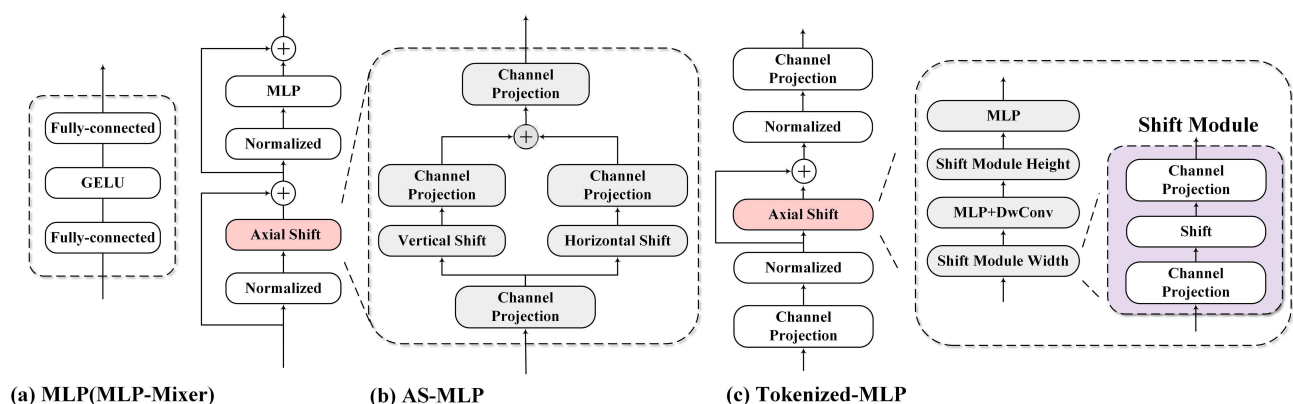 Fully-connected
GELU
Fully-connected
(a) MLP(MLP-Mixer)
+
MLP
Normalized
+
Axial Shift
Normalized
Channel
Projection
+
Channel
Projection
Channel
Projection
Vertical Shift
Horizontal Shift
Channel
Projection
(b) AS-MLP
Channel
Projection
Normalized
+
Axial Shift
Normalized
Channel
Projection
MLP
Shift Module Height
MLP+DwConv
Shift Module Width
Shift Module
Channel
Projection
Shift
Channel
Projection
(c) Tokenized-MLP